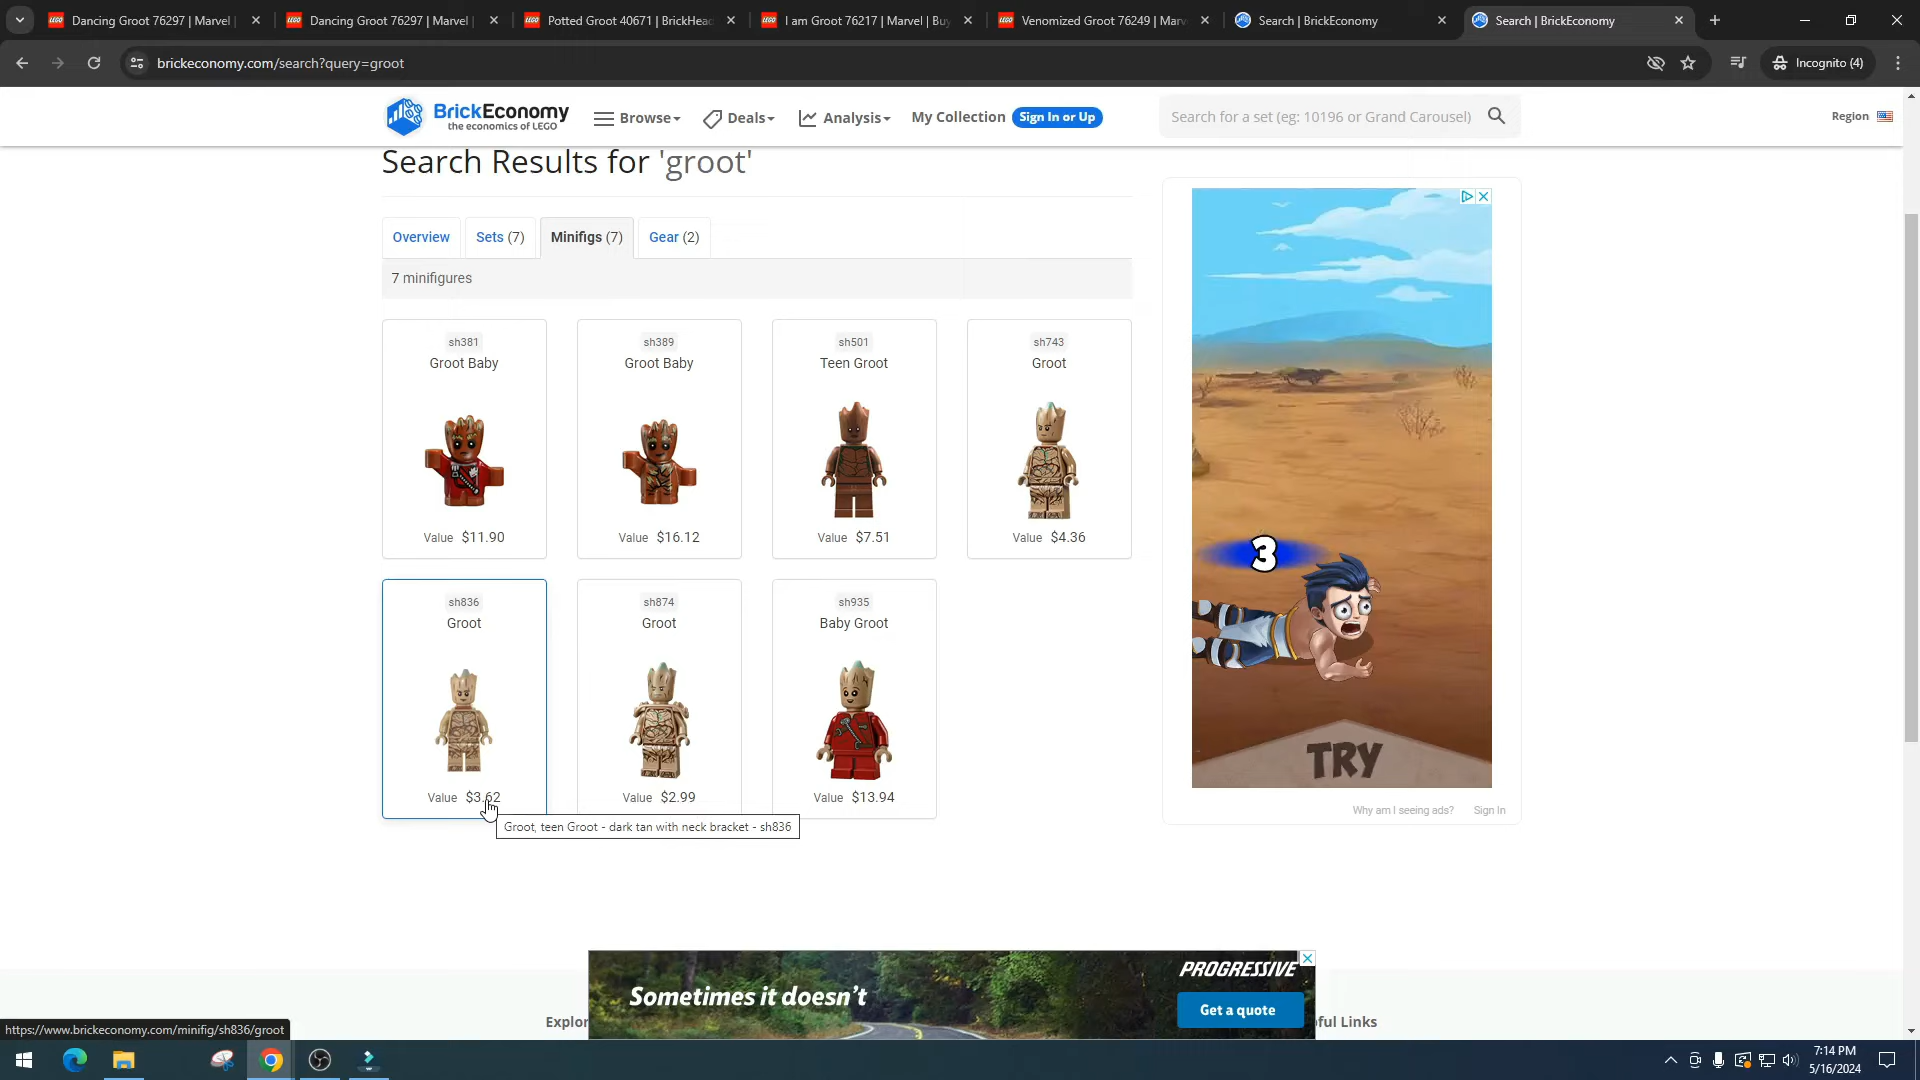 Dancing Groot 76297 | Marvel
Dancing Groot 76297 | Marvel
Potted Groot 40671 | BrickHead
I am Groot 76217 | Marvel | Bu
Venomized Groot 76249 | Marv
Search | BrickEconomy
Search | BrickEconomy
brickeconomy.com/search?query=groot
Incognito (4)
BrickEconomy
the economics of LEGO
Browse
Deals
Analysis
My Collection
Sign In or Up
Search for a set (eg: 10196 or Grand Carousel)
Region
Search Results for 'groot'
Overview
Sets (7)
Minifigs (7)
Gear (2)
7 minifigures
sh381
Groot Baby
Value $11.90
sh389
Groot Baby
Value $16.12
sh501
Teen Groot
Value $7.51
sh743
Groot
Value $4.36
sh836
Groot
Value $3.62
sh874
Groot
Value $2.99
sh935
Baby Groot
Value $13.94
Groot, teen Groot - dark tan with neck bracket - sh836
3
TRY
Why am I seeing ads?
Sign In
Sometimes it doesn't
PROGRESSIVE
Get a quote
Explor
ful Links
https://www.brickeconomy.com/minifig/sh836/groot
7:14 PM
5/16/2024